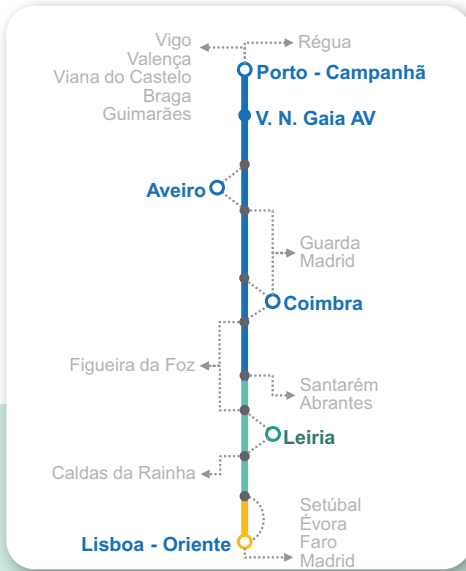 Vigo
Valença
Viana do Castelo
Braga
Guimarães
Régua
Porto - Campanhã
V. N. Gaia AV
Aveiro
Guarda
Madrid
Coimbra
Figueira da Foz
Santarém
Abrantes
Leiria
Caldas da Rainha
Setúbal
Évora
Faro
Madrid
Lisboa - Oriente